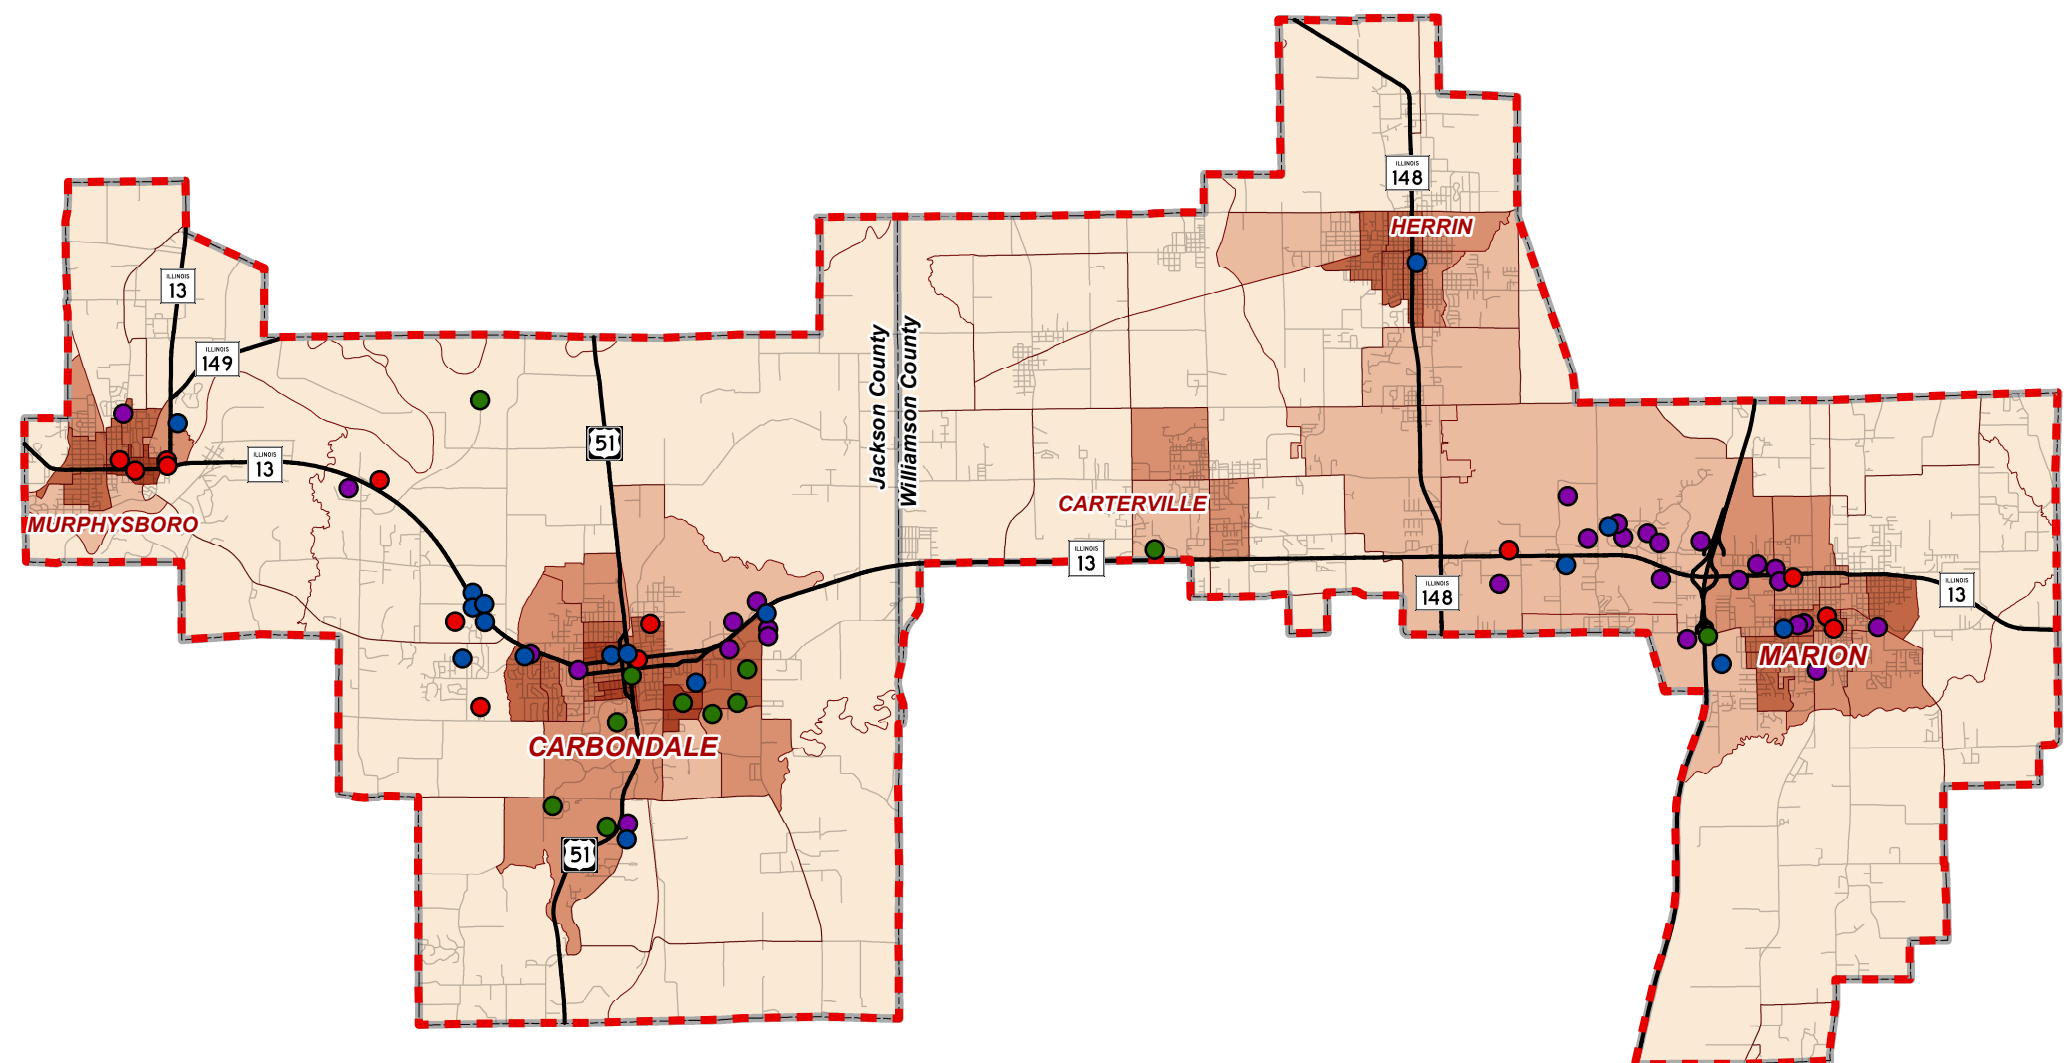 ILLINOIS
148
HERRIN
ILLINOIS
13
ILLINOIS
149
Jackson County
Williamson County
51
ILLINOIS
13
CARTERVILLE
MURPHYSBORO
ILLINOIS
13
ILLINOIS
148
ILLINOIS
13
MARION
CARBONDALE
51